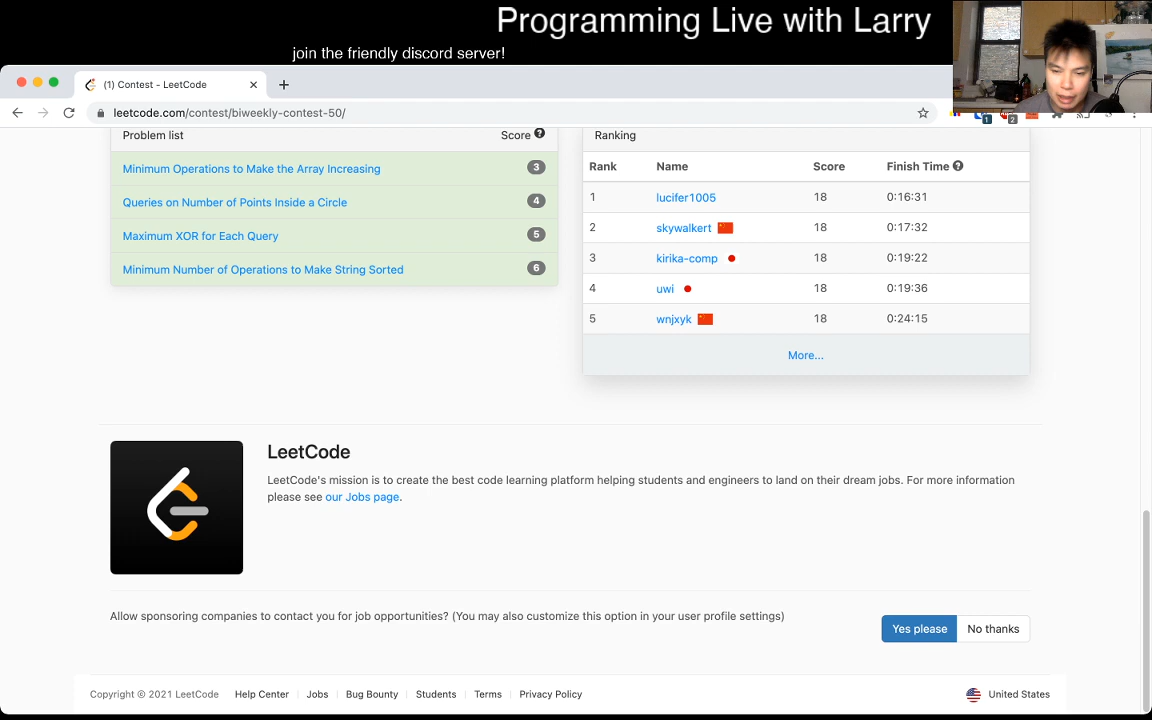 Programming Live with Larry
join the friendly discord server!
(1) Contest - LeetCode
leetcode.com/contest/biweekly-contest-50/
1
2
Problem list
Score
Minimum Operations to Make the Array Increasing
3
Queries on Number of Points Inside a Circle
4
Maximum XOR for Each Query
5
Minimum Number of Operations to Make String Sorted
6
Ranking
Rank Name Score Finish Time
1 lucifer1005 18 0:16:31
2 skywalkert 18 0:17:32
3 kirika-comp 18 0:19:22
4 uwi 18 0:19:36
5 wnjxyk 18 0:24:15
More...
LeetCode
LeetCode's mission is to create the best code learning platform helping students and engineers to land on their dream jobs. For more information
please see our Jobs page.
Allow sponsoring companies to contact you for job opportunities? (You may also customize this option in your user profile settings)
Yes please
No thanks
Copyright © 2021 LeetCode Help Center Jobs Bug Bounty Students Terms Privacy Policy United States